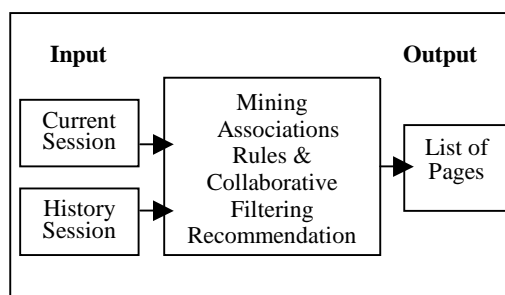 Input
Output
Current
Session
History
Session
Mining
Associations
Rules &
Collaborative
Filtering
Recommendation
List of
Pages